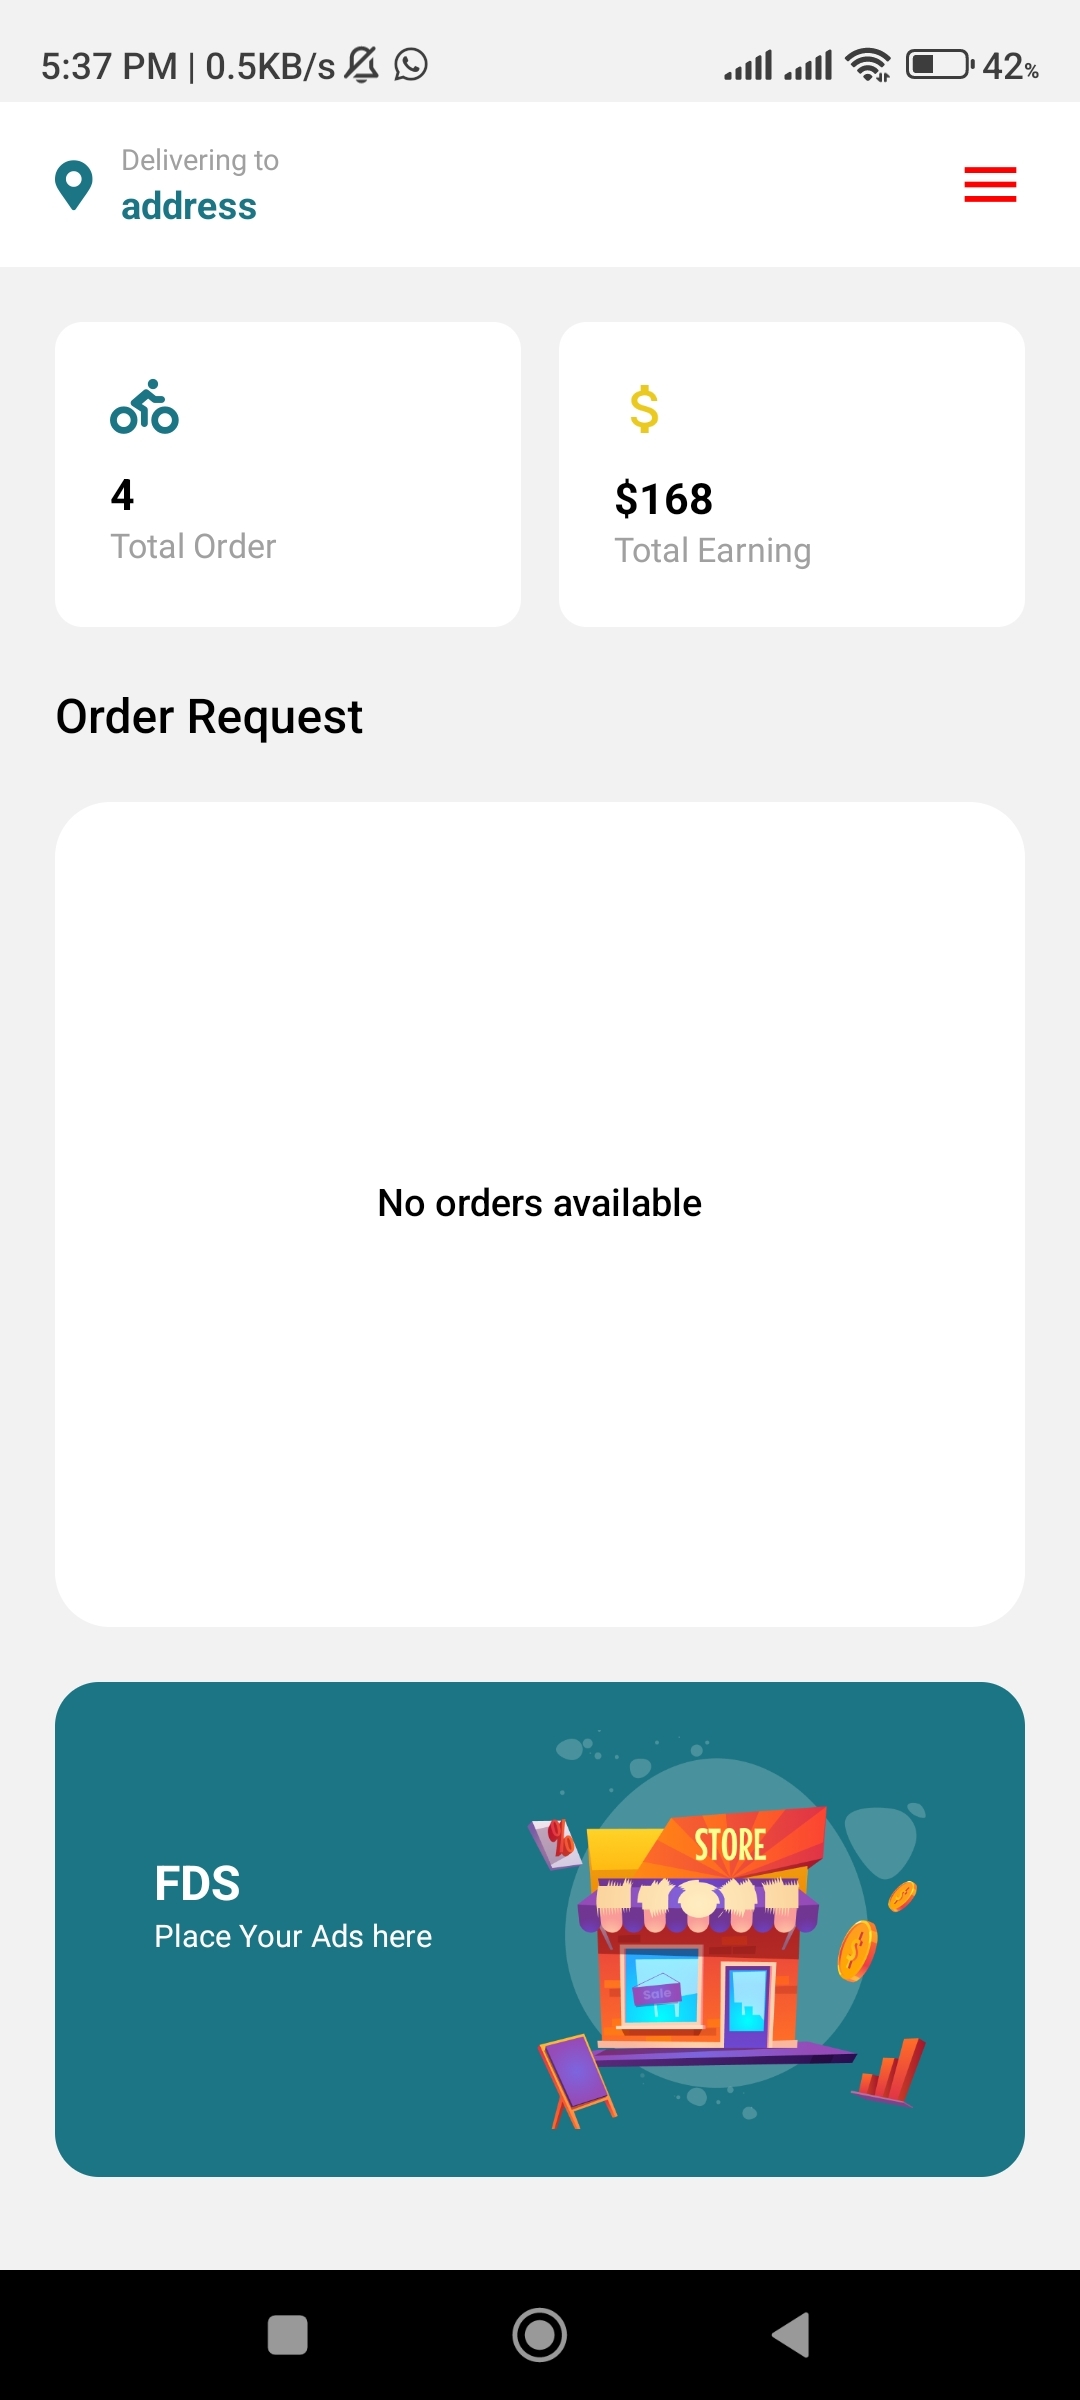 5:37 PM | 0.5KB/s 42%
Delivering to
address
4
Total Order
$168
Total Earning
Order Request
No orders available
STORE
Sale
FDS
Place Your Ads here